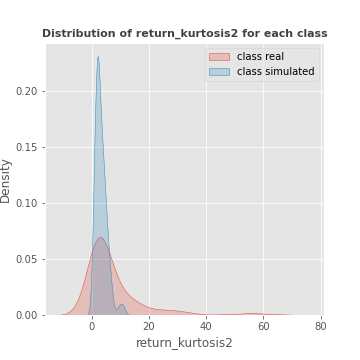 Distribution of return_kurtosis2 for each class
class real
class simulated
Density
0.20
0.15
0.10
0.05
0.00
0
20
40
60
80
return_kurtosis2